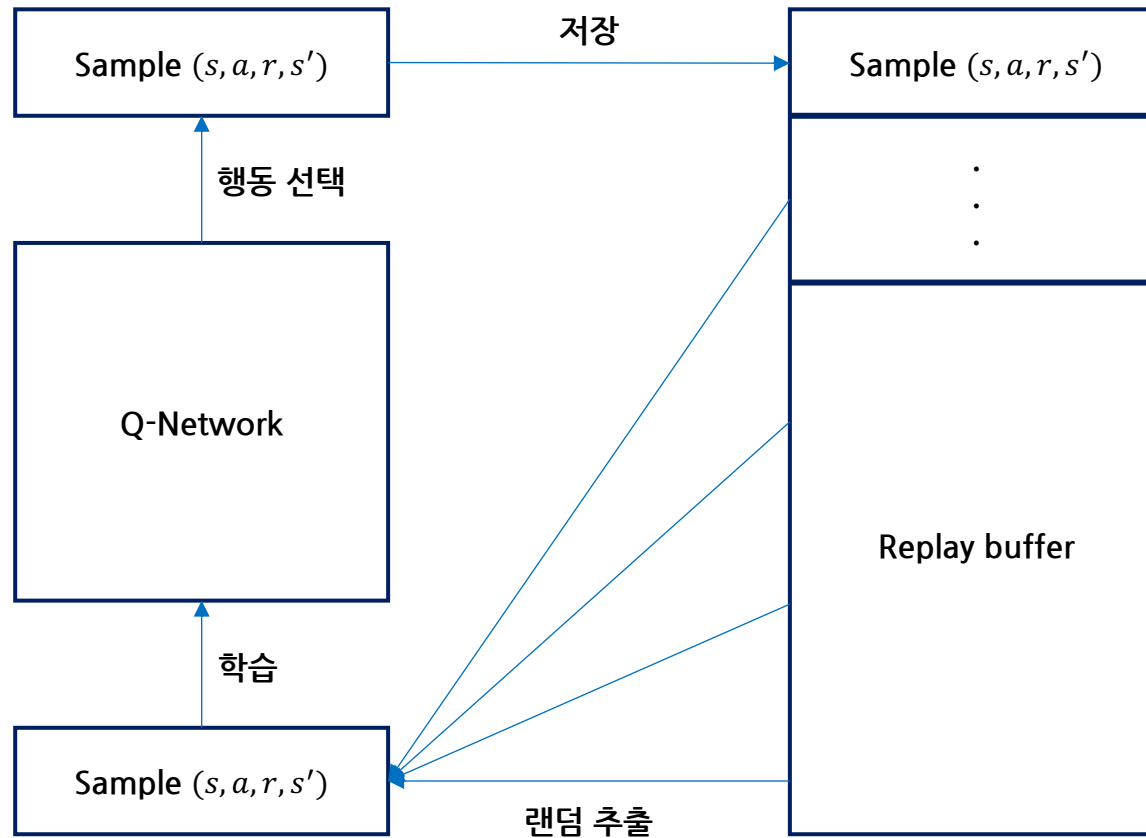 Sample (s, a, r, s′)
저장
Sample (s, a, r, s′)
행동 선택
.
.
.
Q-Network
Replay buffer
학습
Sample (s, a, r, s′)
랜덤 추출